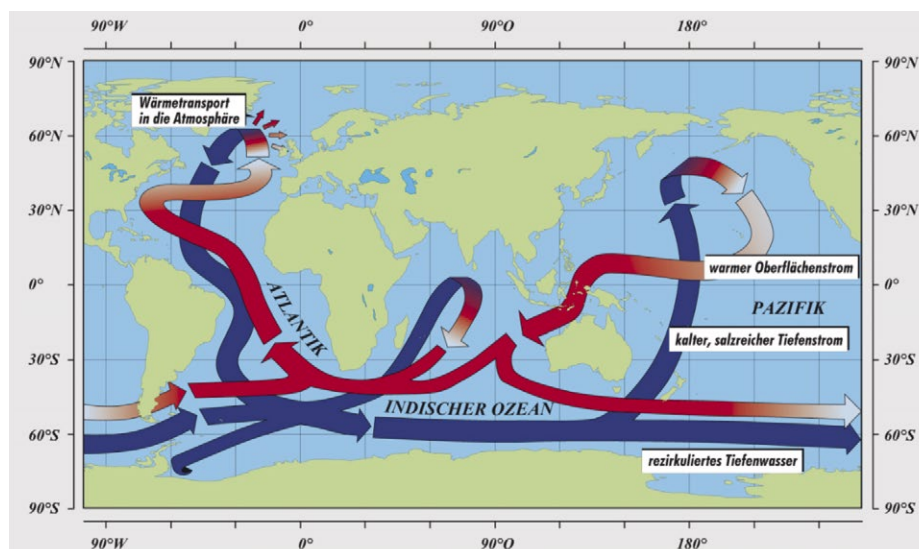 90°W 0° 90°O 180°
90°N 90°N
Wärmetransport
in die Atmosphäre
60°N 60°N
30°N 30°N
0° 0°
warmer Oberflächenstrom
ATLANTIK
PAZIFIK
kalter, salzreicher Tiefenstrom
30°S 30°S
INDISCHER OZEAN
60°S 60°S
rezirkuliertes Tiefenwasser
90°S 90°S
90°W 0° 90°O 180°